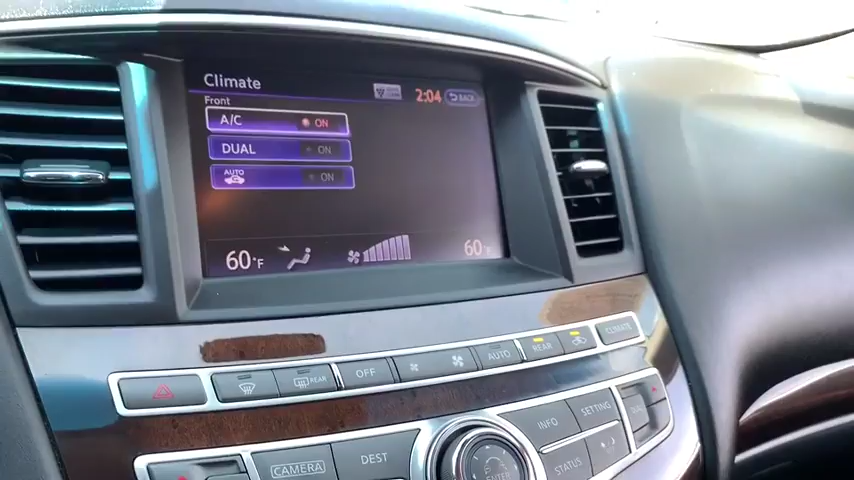 Climate
2:04 BACK
Front
A/C ON
DUAL ON
AUTO ON
60°F 60°F
CLIMATE
OFF AUTO REAR
REAR
SETTING
INFO
CAMERA DEST STATUS
ENTER